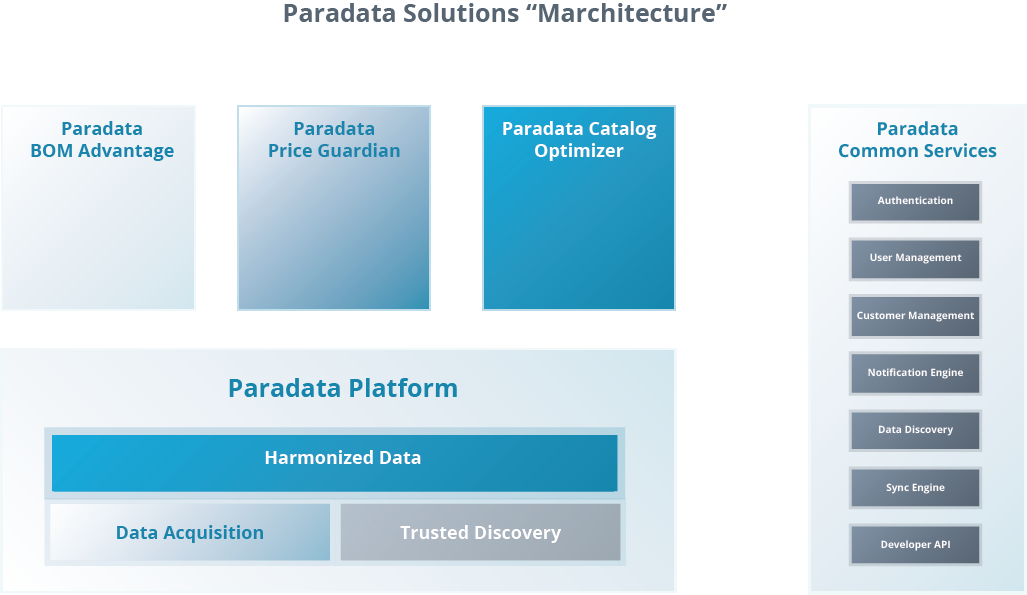 Paradata Solutions “Marchitecture”
Paradata
BOM Advantage
Paradata
Price Guardian
Paradata Catalog
Optimizer
Paradata
Common Services
Authentication
User Management
Customer Management
Notification Engine
Data Discovery
Sync Engine
Developer API
Paradata Platform
Harmonized Data
Data Acquisition
Trusted Discovery